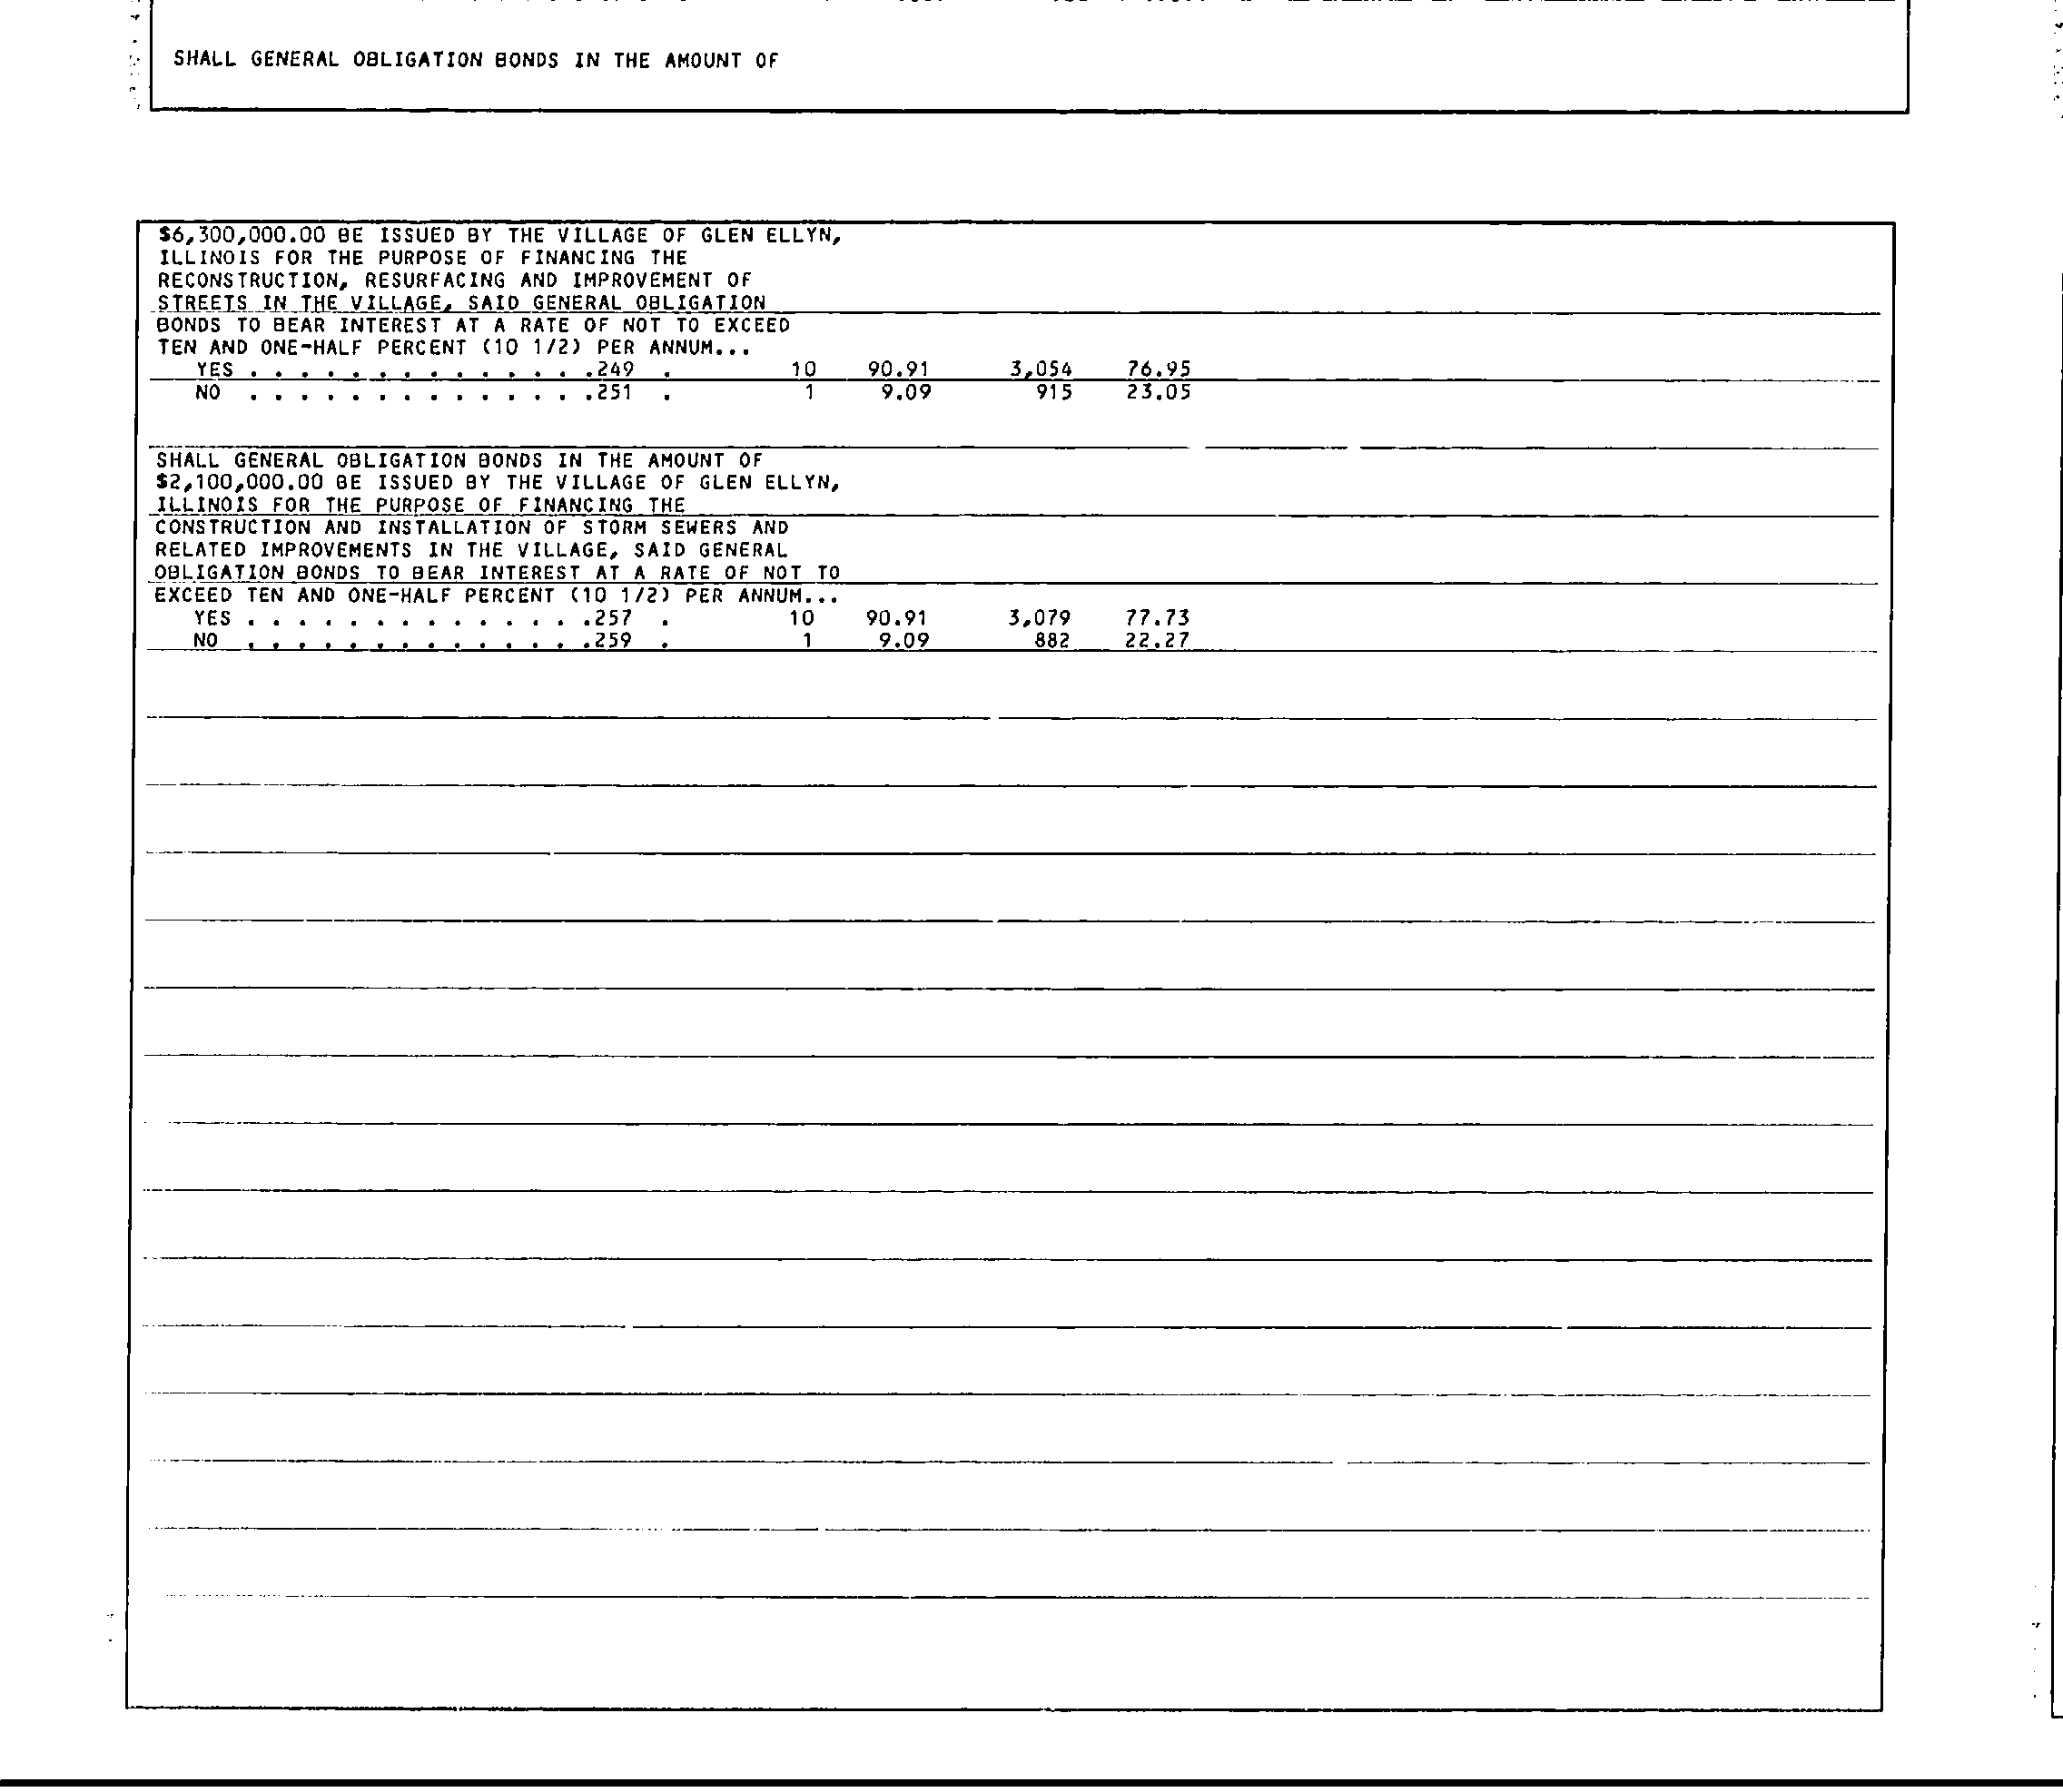 SHALL GENERAL OBLIGATION BONDS IN THE AMOUNT OF
$6,300,000.00 BE ISSUED BY THE VILLAGE OF GLEN ELLYN,
ILLINOIS FOR THE PURPOSE OF FINANCING THE
RECONSTRUCTION, RESURFACING AND IMPROVEMENT OF
STREETS IN THE VILLAGE, SAID GENERAL OBLIGATION
BONDS TO BEAR INTEREST AT A RATE OF NOT TO EXCEED
TEN AND ONE-HALF PERCENT (10 1/2) PER ANNUM...
YES . . . . . . . . . . . . . .249 . 10 90.91 3,054 76.95
NO . . . . . . . . . . . . . .251 . 1 9.09 915 23.05
SHALL GENERAL OBLIGATION BONDS IN THE AMOUNT OF
$2,100,000.00 BE ISSUED BY THE VILLAGE OF GLEN ELLYN,
ILLINOIS FOR THE PURPOSE OF FINANCING THE
CONSTRUCTION AND INSTALLATION OF STORM SEWERS AND
RELATED IMPROVEMENTS IN THE VILLAGE, SAID GENERAL
OBLIGATION BONDS TO BEAR INTEREST AT A RATE OF NOT TO
EXCEED TEN AND ONE-HALF PERCENT (10 1/2) PER ANNUM...
YES . . . . . . . . . . . . . .257 . 10 90.91 3,079 77.73
NO . . . . . . . . . . . . . .259 . 1 9.09 882 22.27